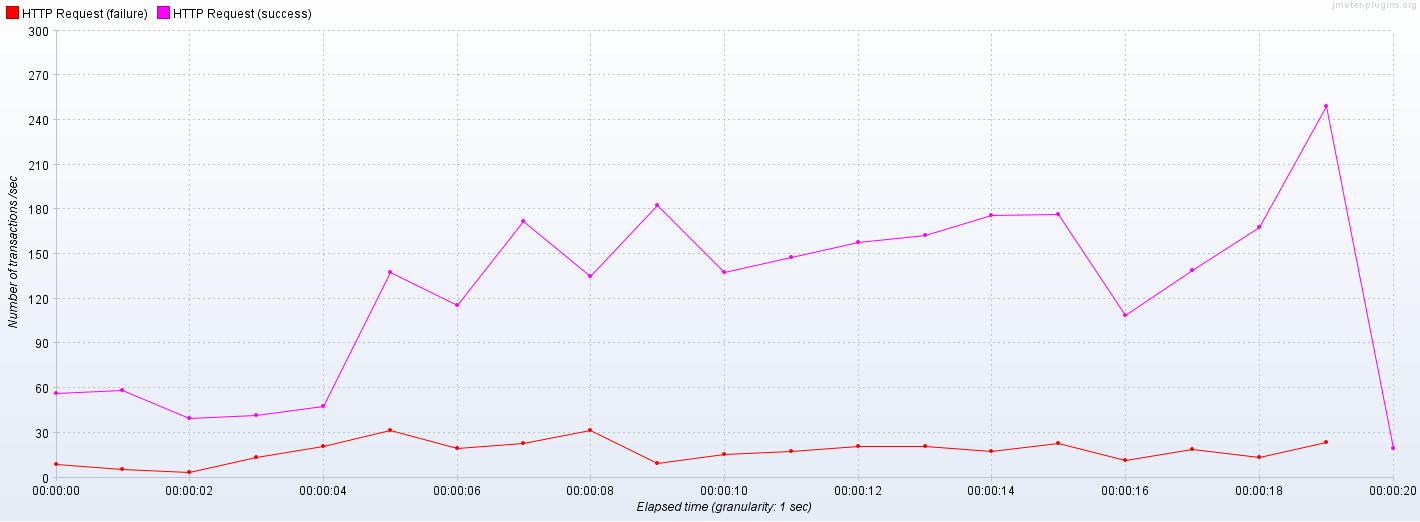 jmeter-plugins.org
HTTP Request (failure) HTTP Request (success)
300
270
240
210
180
150
120
90
60
30
0
Number of transactions /sec
00:00:00 00:00:02 00:00:04 00:00:06 00:00:08 00:00:10 00:00:12 00:00:14 00:00:16 00:00:18 00:00:20
Elapsed time (granularity: 1 sec)